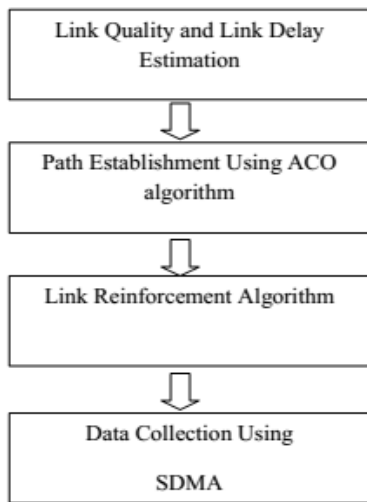 Link Quality and Link Delay
Estimation
Path Establishment Using ACO
algorithm
Link Reinforcement Algorithm
Data Collection Using
SDMA